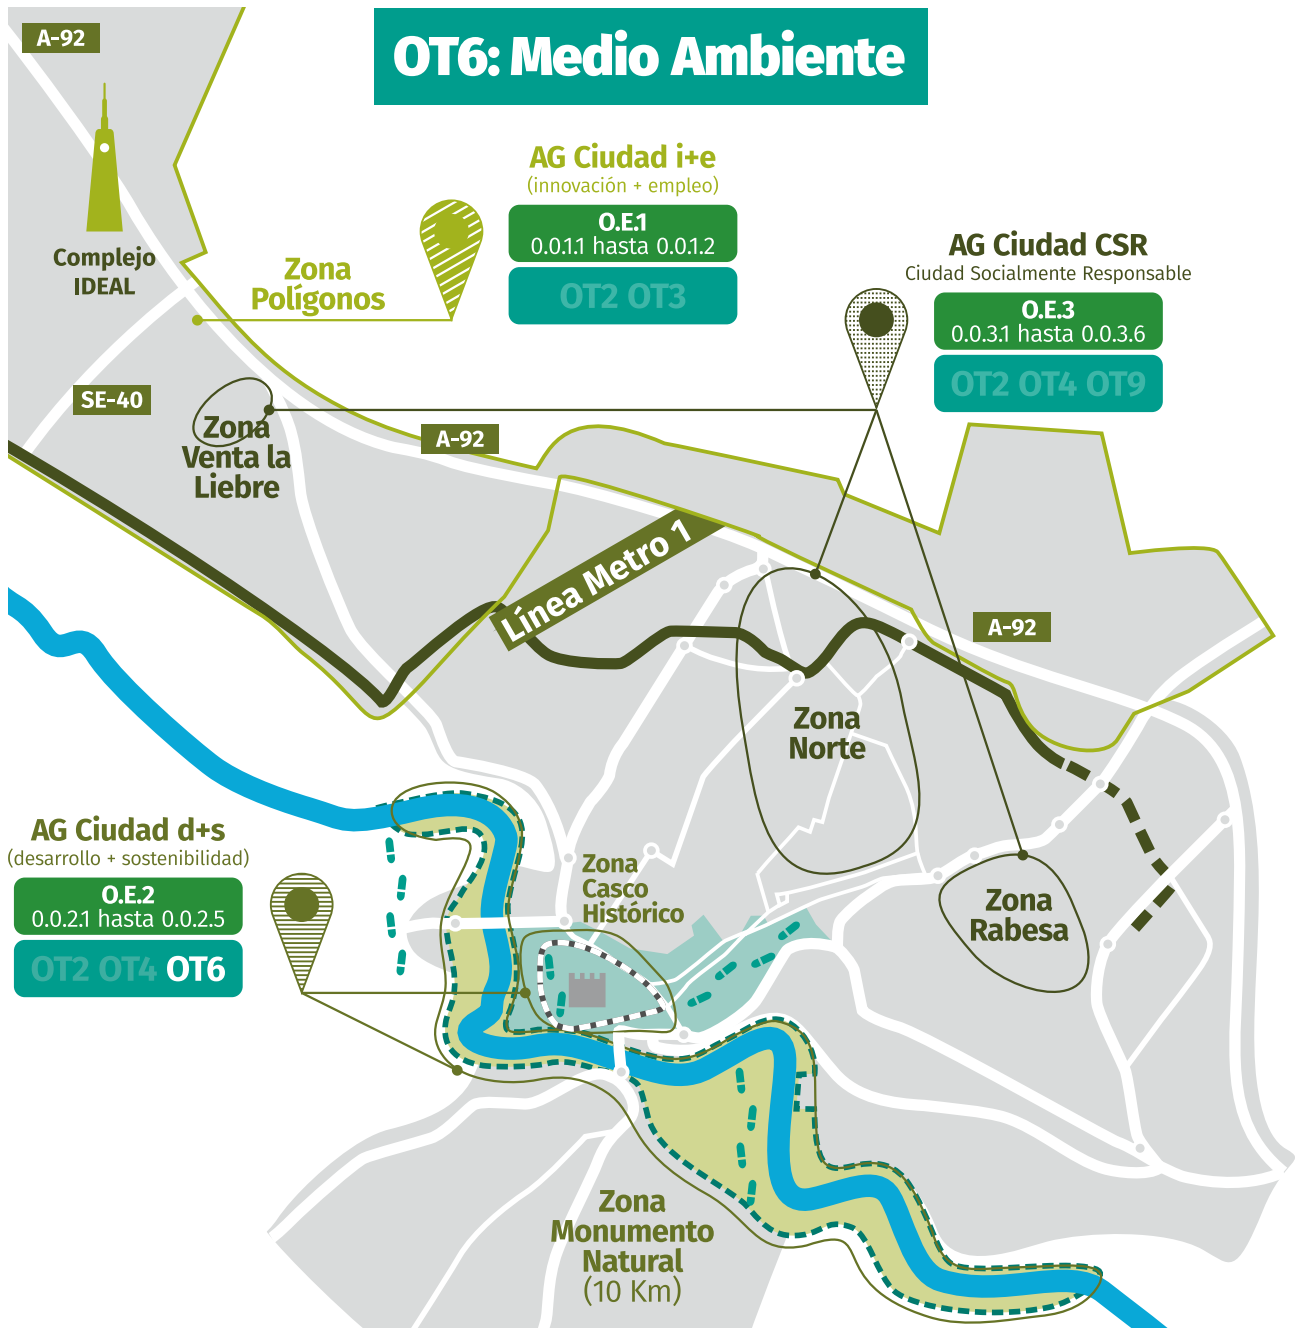 OT6: Medio Ambiente
A-92
Complejo
IDEAL
AG Ciudad i+e
(innovación + empleo)
O.E.1
0.0.1.1 hasta 0.0.1.2
OT2 OT3
Zona
Polígonos
AG Ciudad CSR
Ciudad Socialmente Responsable
O.E.3
0.0.3.1 hasta 0.0.3.6
OT2 OT4 OT9
SE-40
Zona
Venta la
Liebre
A-92
Línea Metro 1
A-92
Zona
Norte
AG Ciudad d+s
(desarrollo + sostenibilidad)
O.E.2
0.0.2.1 hasta 0.0.2.5
OT2 OT4 OT6
Zona
Casco
Histórico
Zona
Rabesa
Zona
Monumento
Natural
(10 Km)